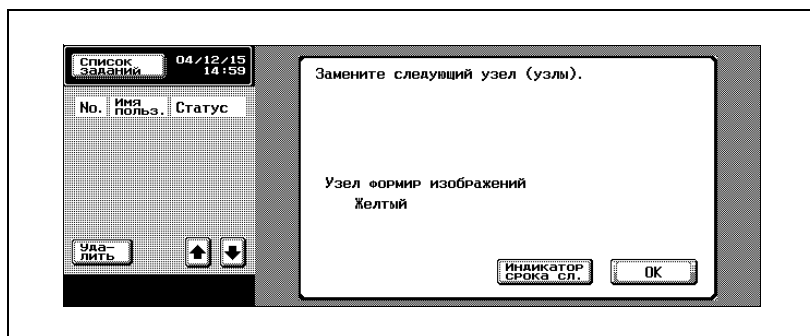 Список
заданий
04/12/15
14:59
No.
Имя
польз.
Статус
Уда-
лить
Замените следующий узел (узлы).
Узел формир изображений
Желтый
Индикатор
срока сл.
OK